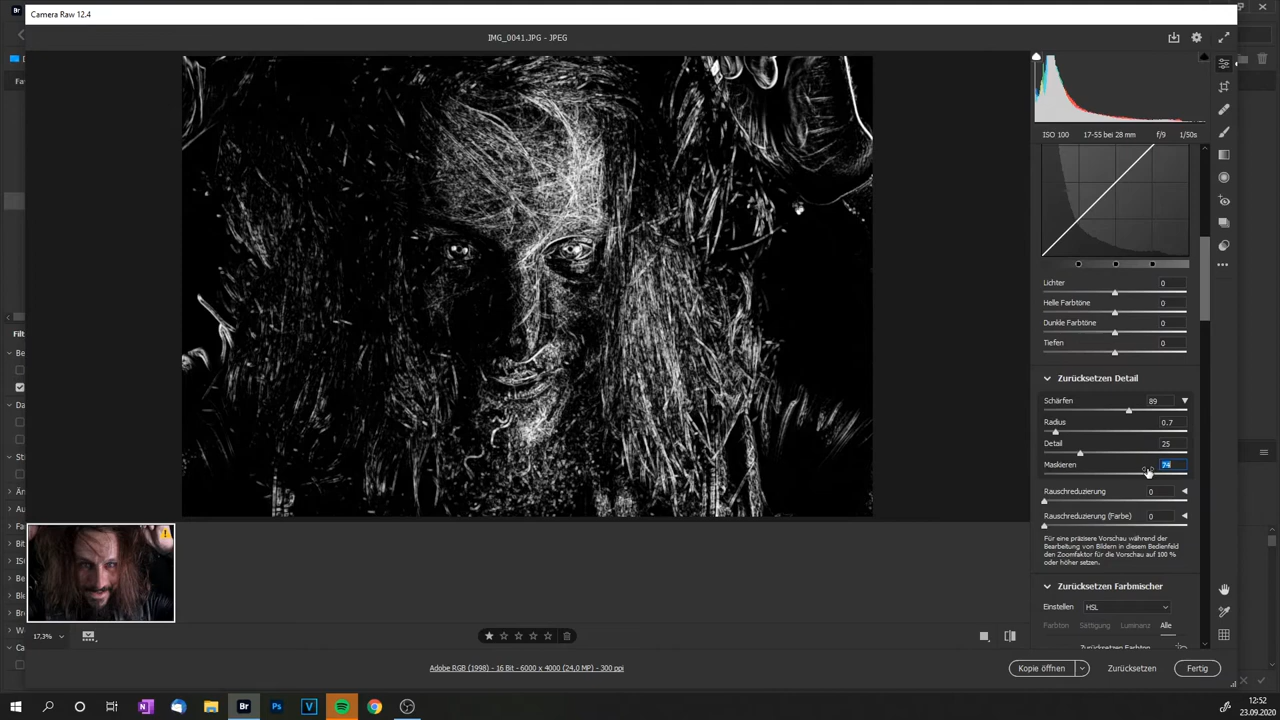 Br
Camera Raw 12.4
IMG_0041.JPG - JPEG
ISO 100 17-55 bei 28 mm f/9 1/50s
Lichter 0
Helle Farbtöne 0
Dunkle Farbtöne 0
Tiefen 0
Zurücksetzen Detail
Schärfen 89
Radius 0.7
Detail 25
Maskieren 74
Rauschreduzierung 0
Rauschreduzierung (Farbe) 0
Für eine präzisere Vorschau während der
Bearbeitung von Bildern in diesem Bedienfeld
den Zoomfaktor für die Vorschau auf 100 %
oder höher setzen.
Zurücksetzen Farbmischer
Einstellen HSL
Farbton Sättigung Luminanz Alle
Zurücksetzen Farbton
17,3%
Adobe RGB (1998) - 16 Bit - 6000 x 4000 (24,0 MP) - 300 ppi
Kopie öffnen Zurücksetzen Fertig
N Br Ps V
12:52
23.09.2020